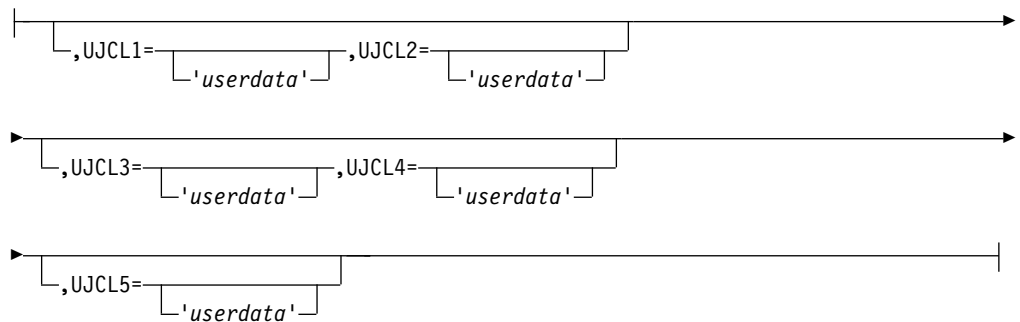 ,UJCL1= ,UJCL2=
'userdata' 'userdata'
,UJCL3= ,UJCL4=
'userdata' 'userdata'
,UJCL5=
'userdata'